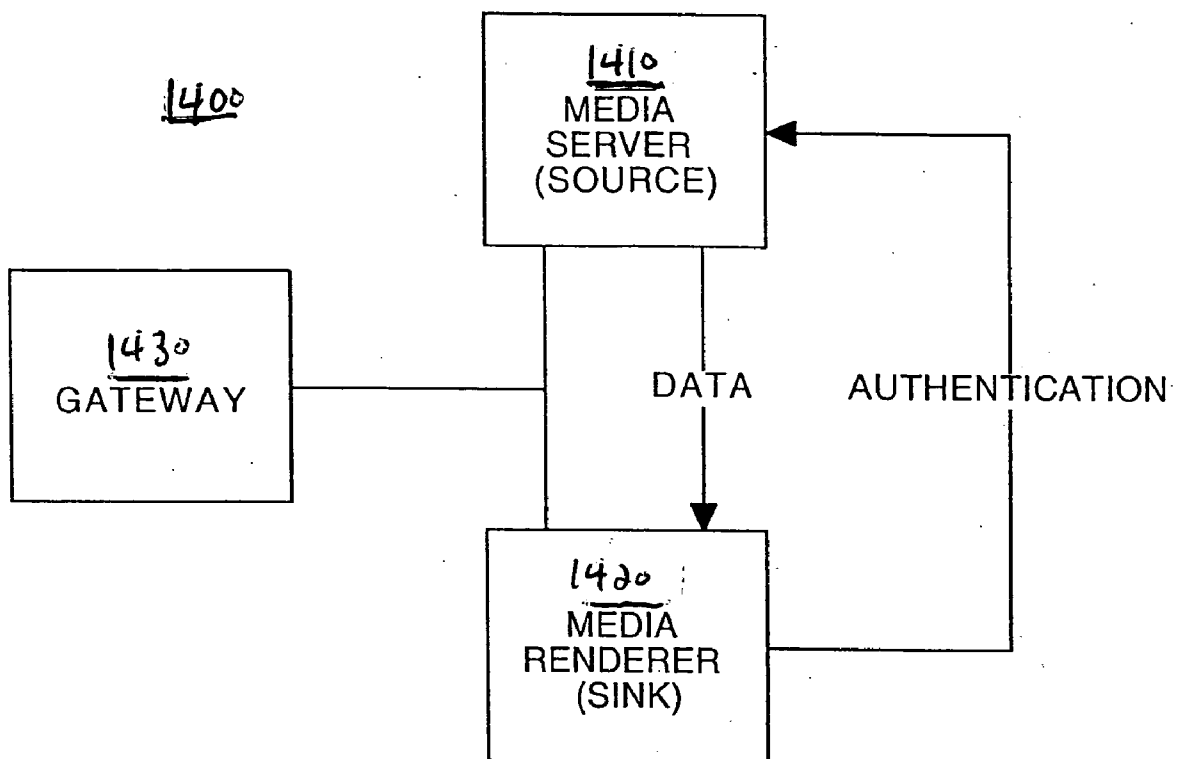 1400
1410
MEDIA
SERVER
(SOURCE)
1430
GATEWAY
DATA
AUTHENTICATION
1420
MEDIA
RENDERER
(SINK)